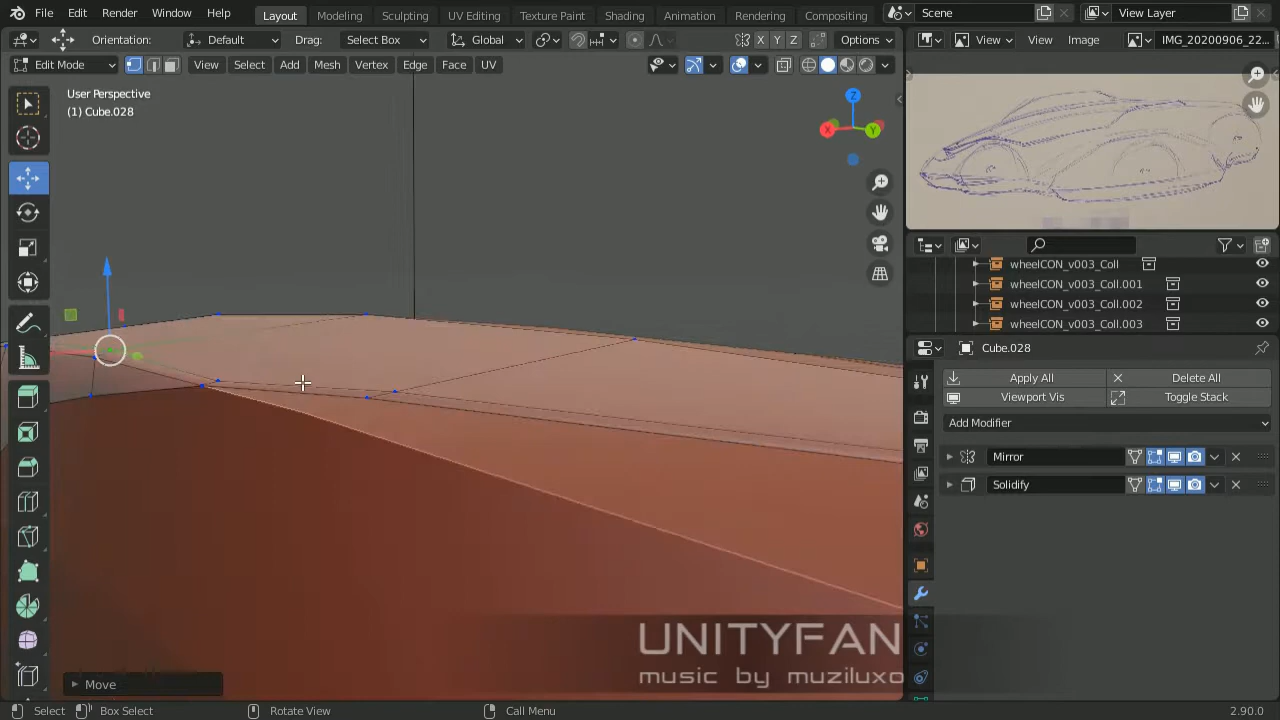 File Edit Render Window Help Layout Modeling Sculpting UV Editing Texture Paint Shading Animation Rendering Compositing Scene View Layer
Orientation: Default Drag: Select Box Global X Y Z Options View View Image IMG_20200906_22...
Edit Mode View Select Add Mesh Vertex Edge Face UV
User Perspective
(1) Cube.028
Z
X Y
wheelCON_v003_Coll
wheelCON_v003_Coll.001
wheelCON_v003_Coll.002
wheelCON_v003_Coll.003
Cube.028
Apply All Delete All
Viewport Vis Toggle Stack
Add Modifier
Mirror
Solidify
UNITYFAN
music by muziluxo
Move
Select Box Select Rotate View Call Menu 2.90.0